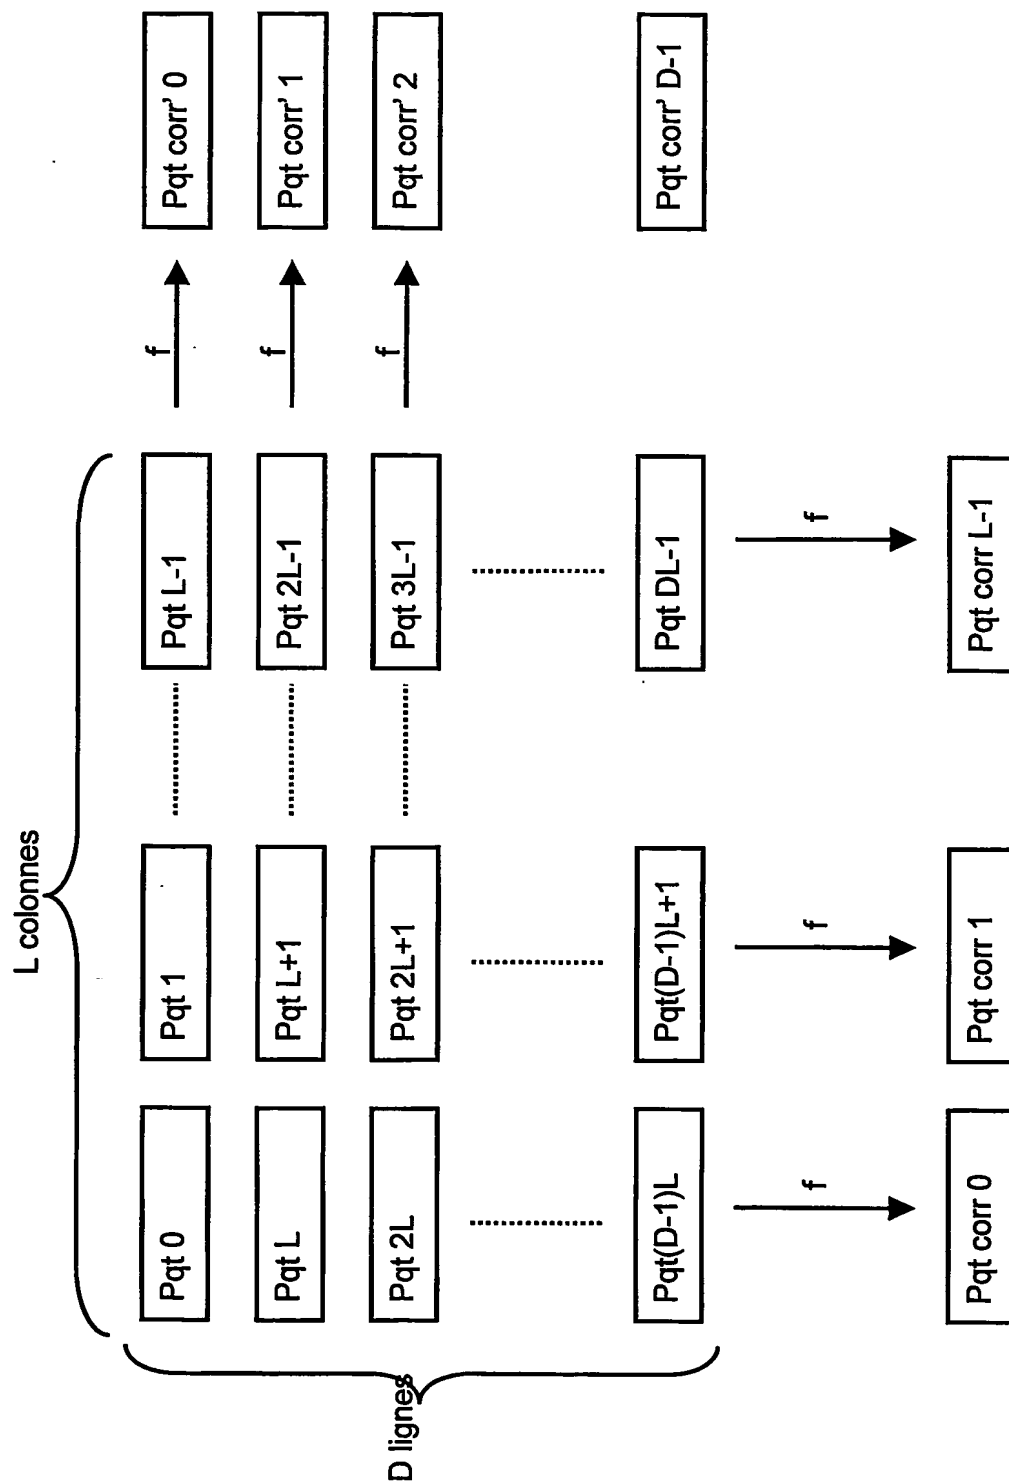 L colonnes
D lignes
Pqt 0
Pqt 1
Pqt L-1
f
Pqt corr' 0
Pqt L
Pqt L+1
Pqt 2L-1
f
Pqt corr' 1
Pqt 2L
Pqt 2L+1
Pqt 3L-1
f
Pqt corr' 2
Pqt(D-1)L
Pqt(D-1)L+1
Pqt DL-1
Pqt corr' D-1
f
f
f
Pqt corr 0
Pqt corr 1
Pqt corr L-1